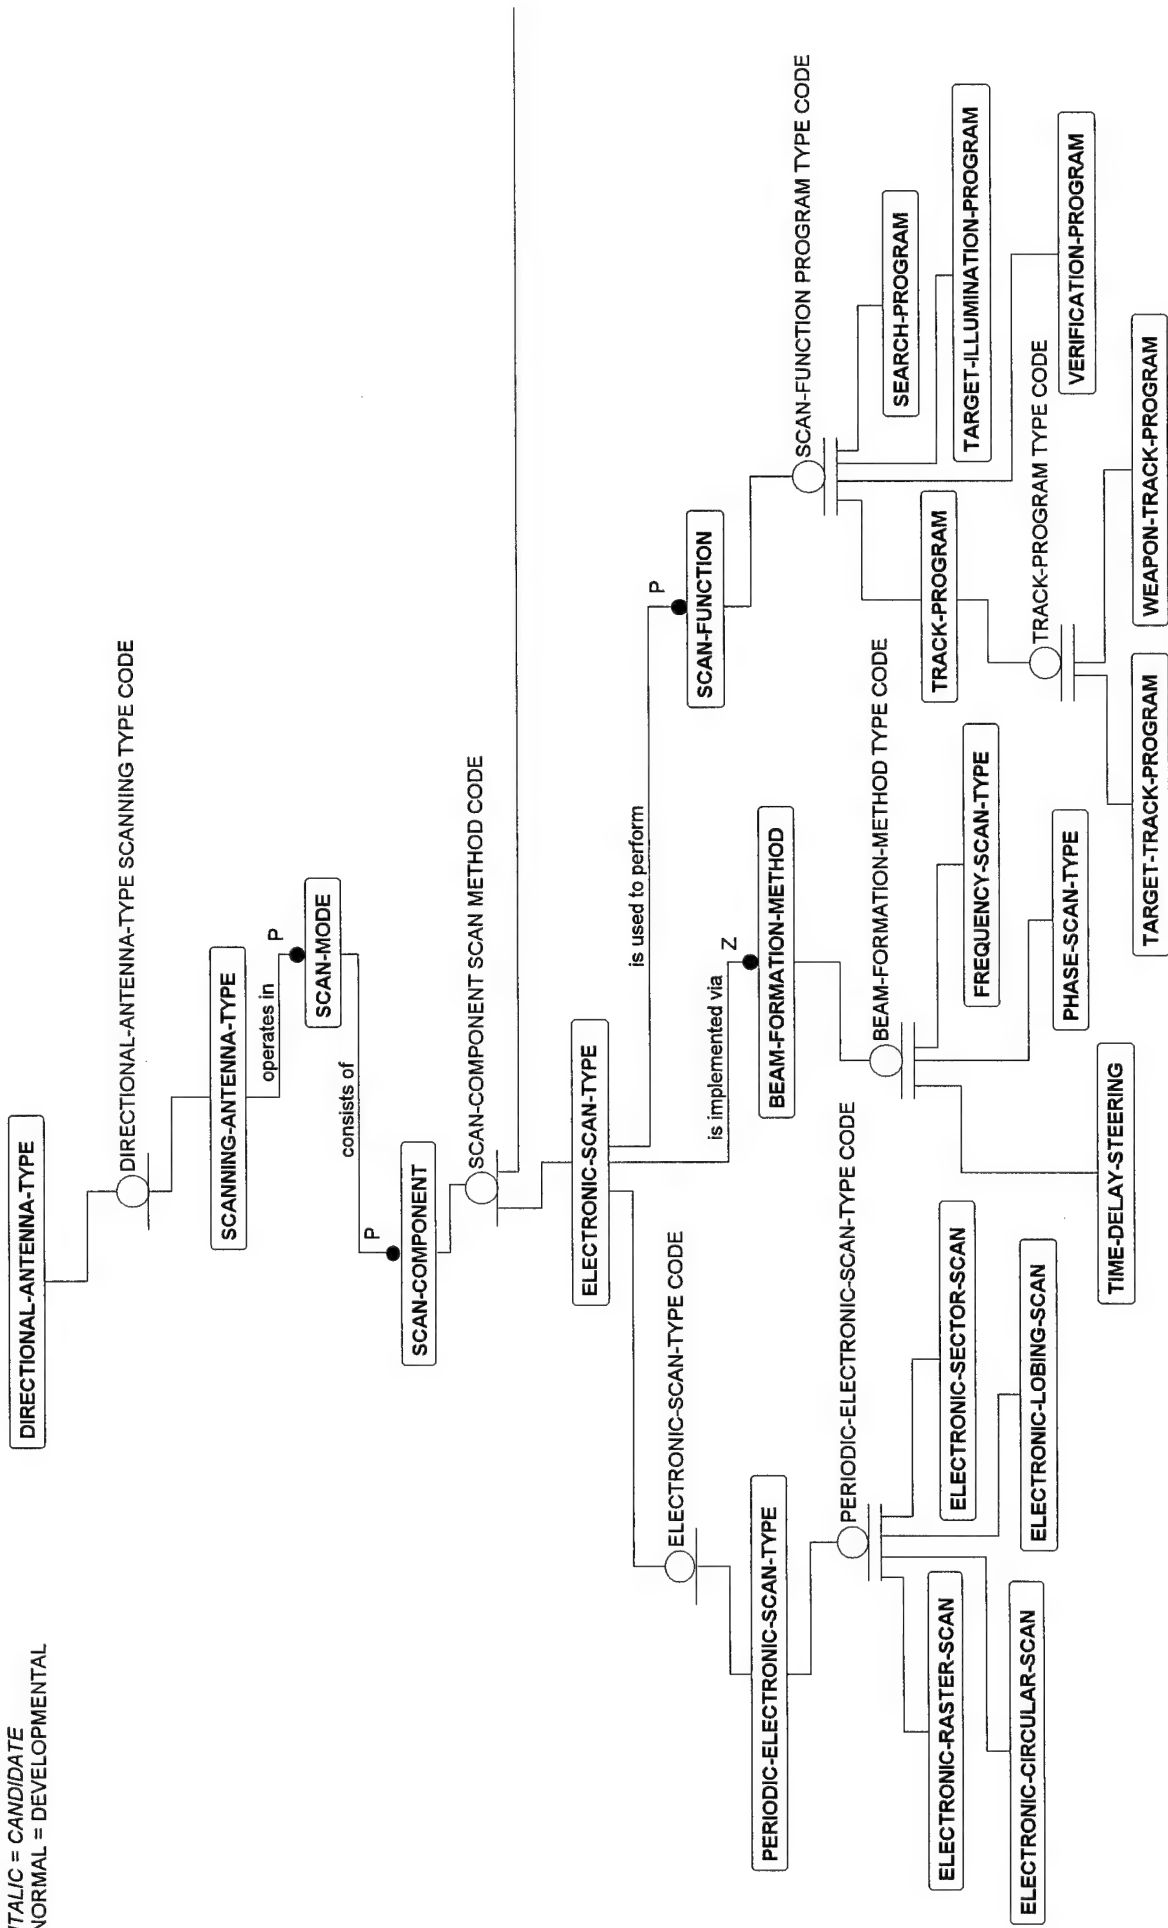 ITALIC = CANDIDATE
NORMAL = DEVELOPMENTAL
DIRECTIONAL-ANTENNA-TYPE
DIRECTIONAL-ANTENNA-TYPE SCANNING TYPE CODE
SCANNING-ANTENNA-TYPE
operates in
P
SCAN-MODE
consists of
P
SCAN-COMPONENT
SCAN-COMPONENT SCAN METHOD CODE
ELECTRONIC-SCAN-TYPE
is used to perform
P
SCAN-FUNCTION
is implemented via
Z
BEAM-FORMATION-METHOD
ELECTRONIC-SCAN-TYPE CODE
PERIODIC-ELECTRONIC-SCAN-TYPE
PERIODIC-ELECTRONIC-SCAN-TYPE CODE
ELECTRONIC-RASTER-SCAN
ELECTRONIC-SECTOR-SCAN
ELECTRONIC-CIRCULAR-SCAN
ELECTRONIC-LOBING-SCAN
BEAM-FORMATION-METHOD TYPE CODE
FREQUENCY-SCAN-TYPE
PHASE-SCAN-TYPE
TIME-DELAY-STEERING
SCAN-FUNCTION PROGRAM TYPE CODE
SEARCH-PROGRAM
TRACK-PROGRAM
TARGET-ILLUMINATION-PROGRAM
TRACK-PROGRAM TYPE CODE
VERIFICATION-PROGRAM
TARGET-TRACK-PROGRAM
WEAPON-TRACK-PROGRAM